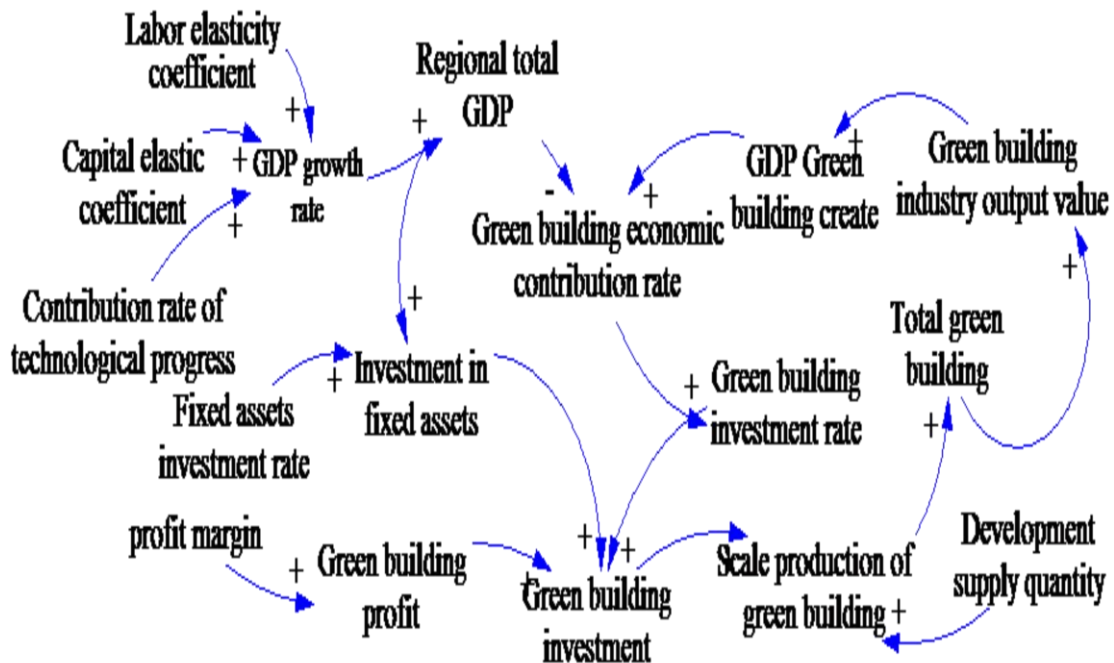 Labor elasticity
coefficient
+
Regional total
GDP
+
Capital elastic
coefficient
+
GDP growth
rate
+
-
+
GDP Green
building create
+
Green building
industry output value
Green building economic
contribution rate
+
Contribution rate of
technological progress
+
Total green
building
Investment in
fixed assets
+
Fixed assets
investment rate
+
Green building
investment rate
+
profit margin
+
Green building
profit
+
+
+
Green building
investment
Scale production of
green building
+
Development
supply quantity